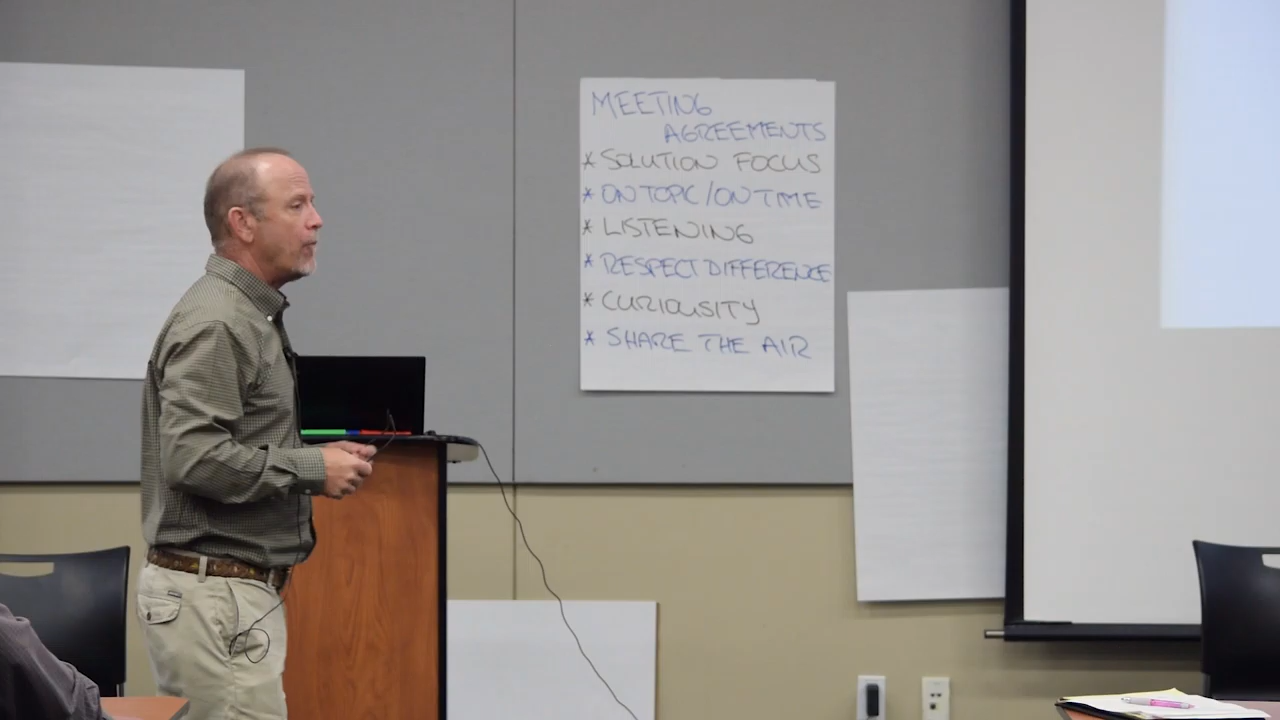 MEETING
AGREEMENTS
* SOLUTION FOCUS
* ON TOPIC/ON TIME
* LISTENING
* RESPECT DIFFERENCE
* CURIOUSITY
* SHARE THE AIR